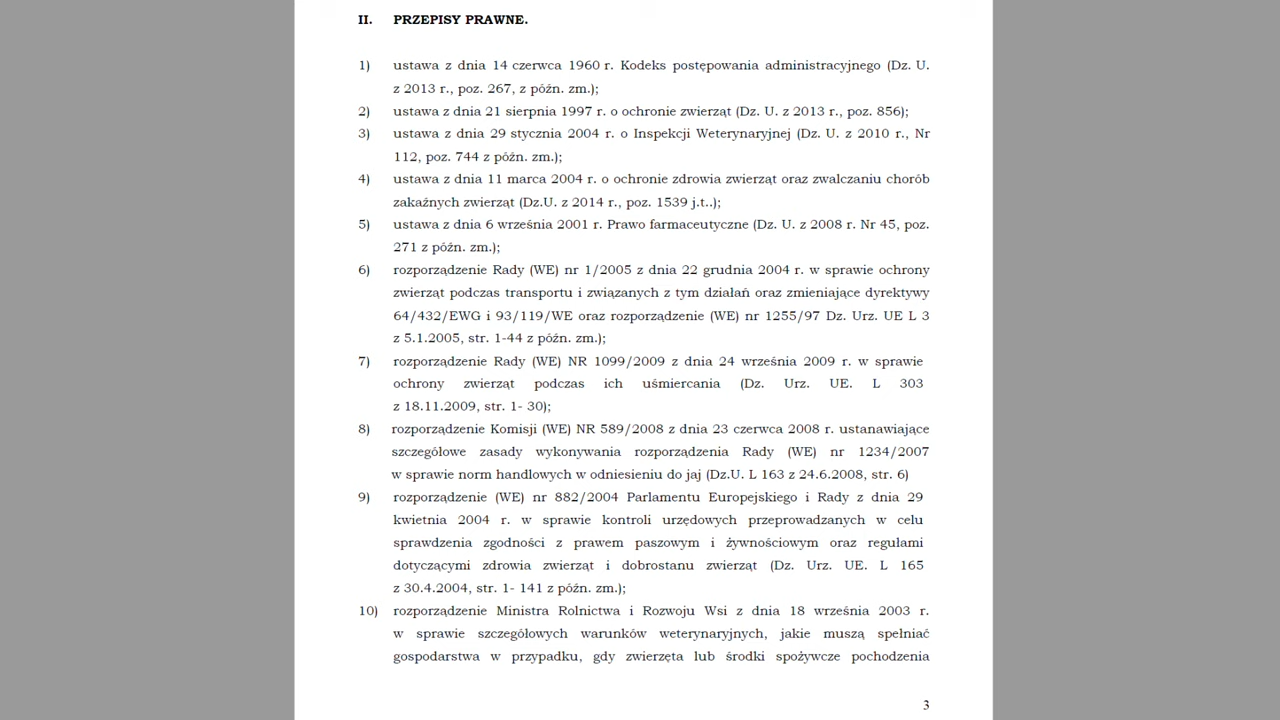 II. PRZEPISY PRAWNE.
1) ustawa z dnia 14 czerwca 1960 r. Kodeks postępowania administracyjnego (Dz. U.
z 2013 r., poz. 267, z późn. zm.);
2) ustawa z dnia 21 sierpnia 1997 r. o ochronie zwierząt (Dz. U. z 2013 r., poz. 856);
3) ustawa z dnia 29 stycznia 2004 r. o Inspekcji Weterynaryjnej (Dz. U. z 2010 r., Nr
112, poz. 744 z późn. zm.);
4) ustawa z dnia 11 marca 2004 r. o ochronie zdrowia zwierząt oraz zwalczaniu chorób
zakaźnych zwierząt (Dz.U. z 2014 r., poz. 1539 j.t..);
5) ustawa z dnia 6 września 2001 r. Prawo farmaceutyczne (Dz. U. z 2008 r. Nr 45, poz.
271 z późn. zm.);
6) rozporządzenie Rady (WE) nr 1/2005 z dnia 22 grudnia 2004 r. w sprawie ochrony
zwierząt podczas transportu i związanych z tym działań oraz zmieniające dyrektywy
64/432/EWG i 93/119/WE oraz rozporządzenie (WE) nr 1255/97 Dz. Urz. UE L 3
z 5.1.2005, str. 1-44 z późn. zm.);
7) rozporządzenie Rady (WE) NR 1099/2009 z dnia 24 września 2009 r. w sprawie
ochrony zwierząt podczas ich uśmiercania (Dz. Urz. UE. L 303
z 18.11.2009, str. 1- 30);
8) rozporządzenie Komisji (WE) NR 589/2008 z dnia 23 czerwca 2008 r. ustanawiające
szczegółowe zasady wykonywania rozporządzenia Rady (WE) nr 1234/2007
w sprawie norm handlowych w odniesieniu do jaj (Dz.U. L 163 z 24.6.2008, str. 6)
9) rozporządzenie (WE) nr 882/2004 Parlamentu Europejskiego i Rady z dnia 29
kwietnia 2004 r. w sprawie kontroli urzędowych przeprowadzanych w celu
sprawdzenia zgodności z prawem paszowym i żywnościowym oraz regułami
dotyczącymi zdrowia zwierząt i dobrostanu zwierząt (Dz. Urz. UE. L 165
z 30.4.2004, str. 1- 141 z późn. zm.);
10) rozporządzenie Ministra Rolnictwa i Rozwoju Wsi z dnia 18 września 2003 r.
w sprawie szczegółowych warunków weterynaryjnych, jakie muszą spełniać
gospodarstwa w przypadku, gdy zwierzęta lub środki spożywcze pochodzenia
3